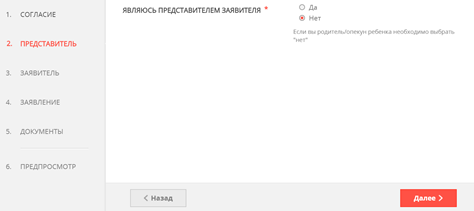 1. СОГЛАСИЕ
2. ПРЕДСТАВИТЕЛЬ
3. ЗАЯВИТЕЛЬ
4. ЗАЯВЛЕНИЕ
5. ДОКУМЕНТЫ
6. ПРЕДПРОСМОТР
ЯВЛЯЮСЬ ПРЕДСТАВИТЕЛЕМ ЗАЯВИТЕЛЯ *
Да
Нет
Если вы родитель/опекун ребенка необходимо выбрать
"нет"
Назад
Далее